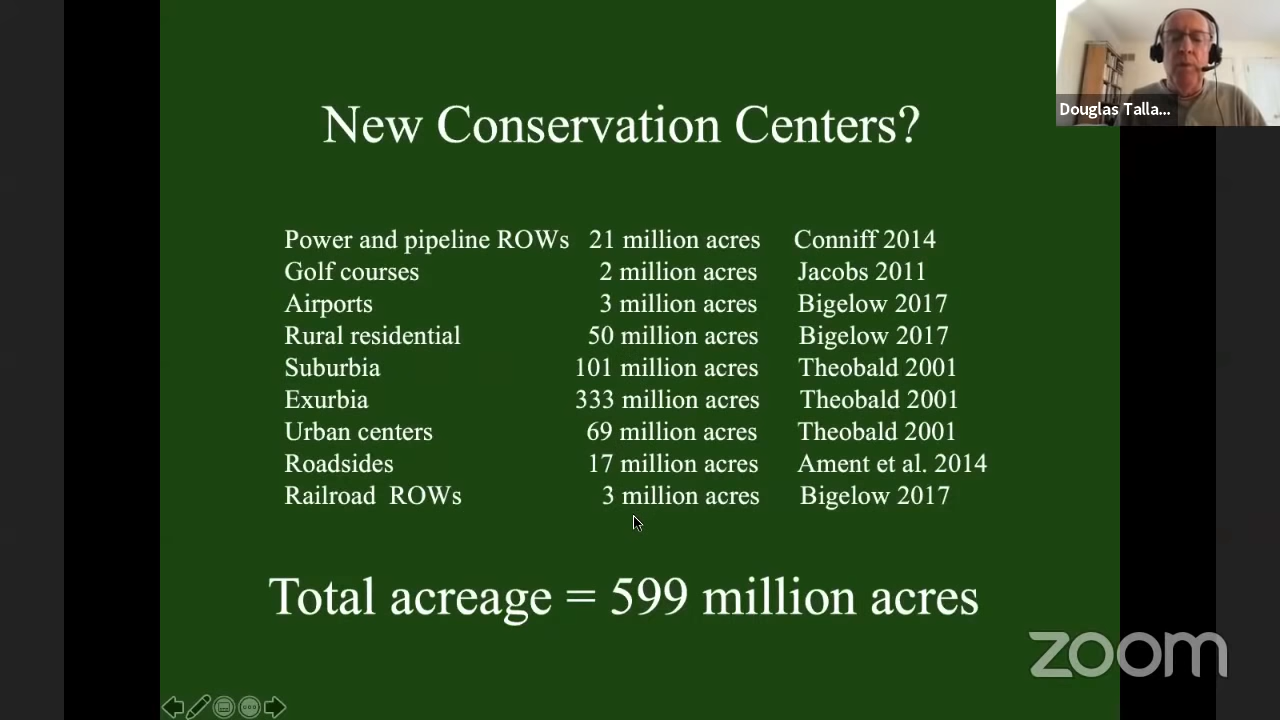 New Conservation Centers?
Power and pipeline ROWs 21 million acres Conniff 2014
Golf courses 2 million acres Jacobs 2011
Airports 3 million acres Bigelow 2017
Rural residential 50 million acres Bigelow 2017
Suburbia 101 million acres Theobald 2001
Exurbia 333 million acres Theobald 2001
Urban centers 69 million acres Theobald 2001
Roadsides 17 million acres Ament et al. 2014
Railroad ROWs 3 million acres Bigelow 2017
Total acreage = 599 million acres
Douglas Talla...
zoom